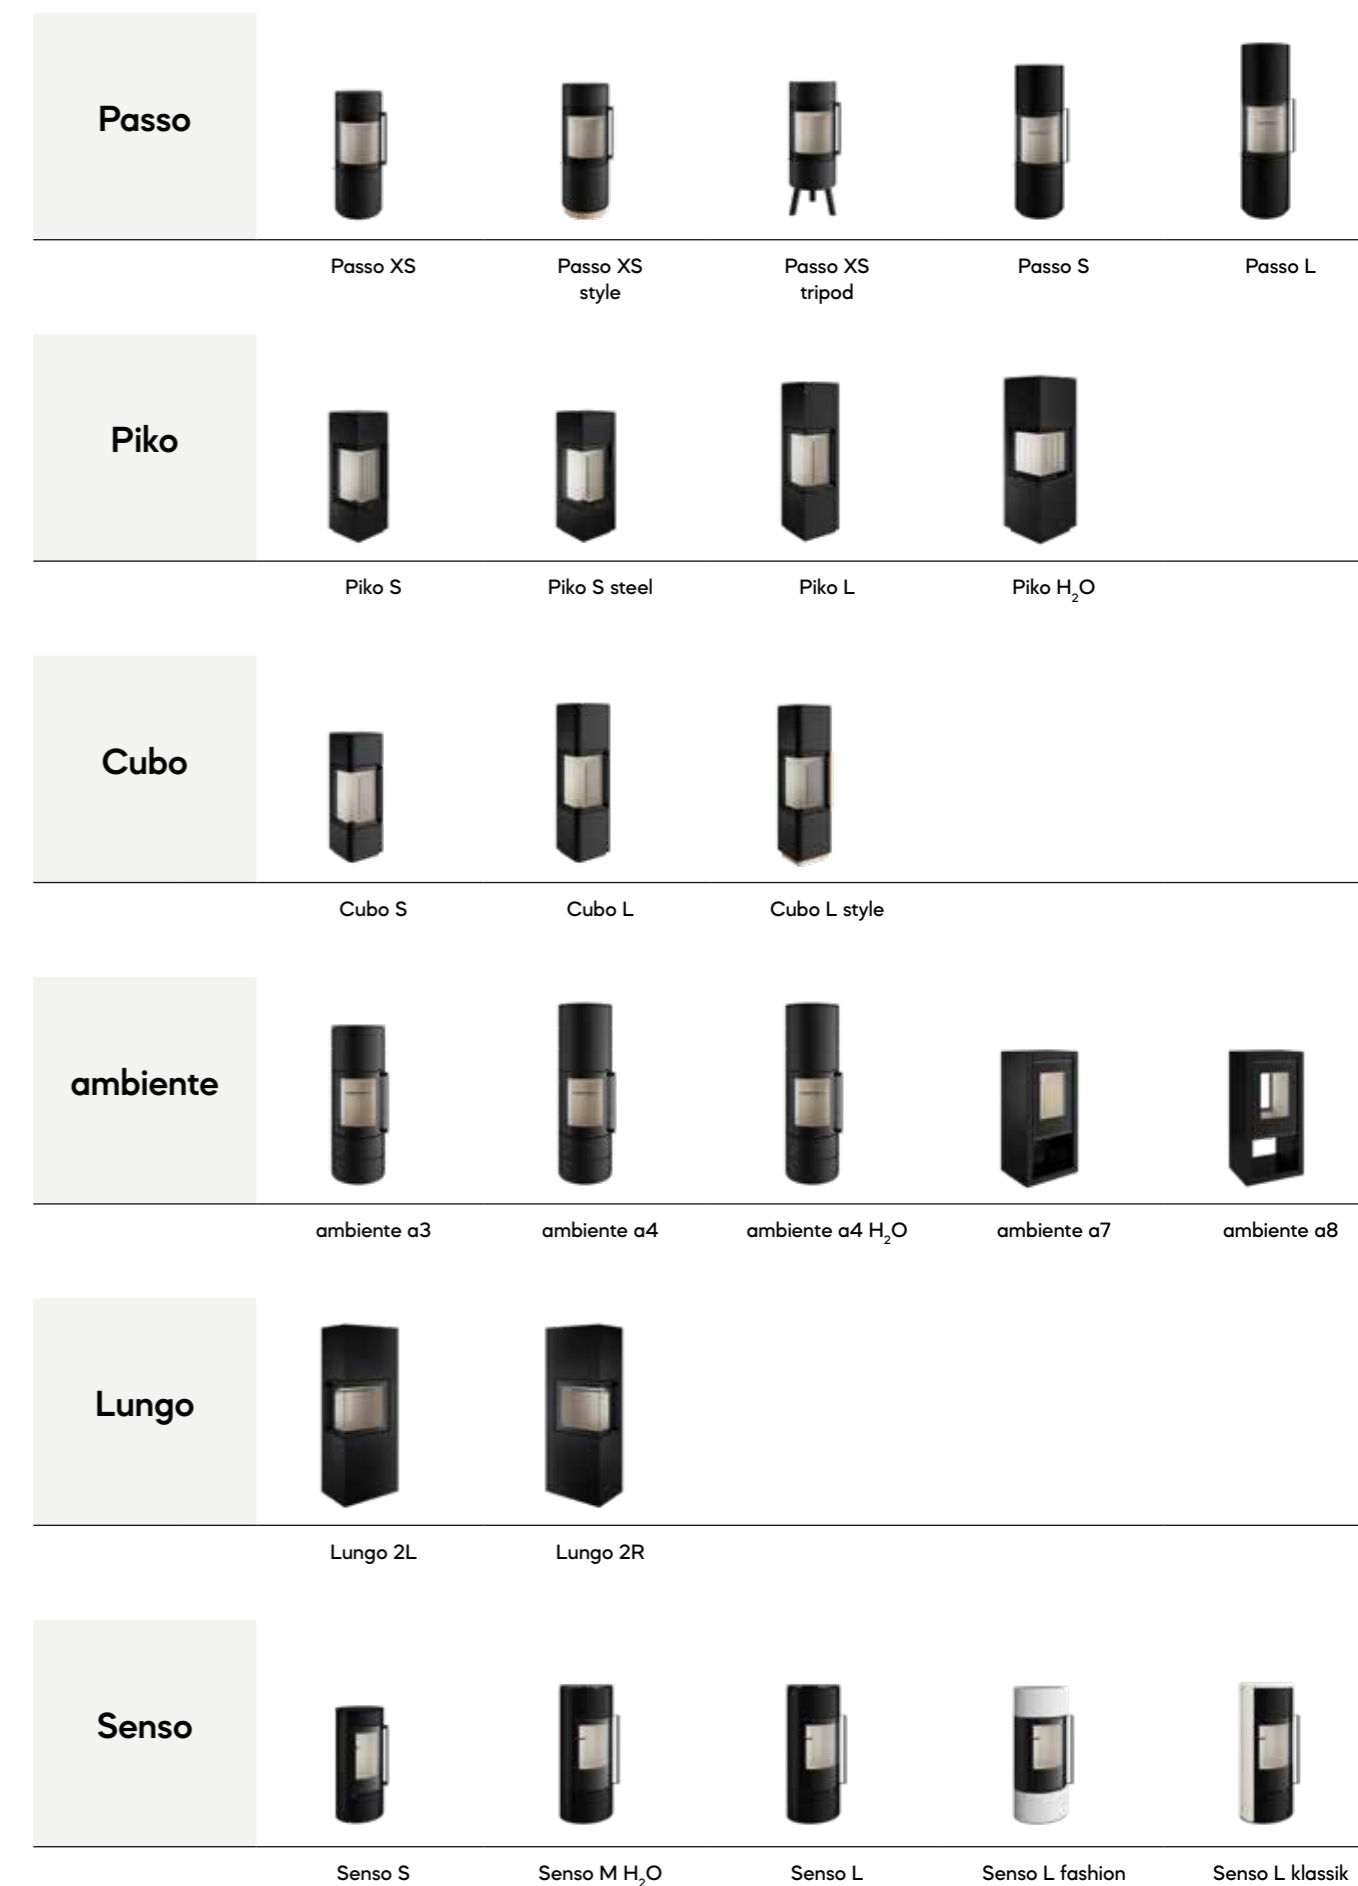 Passo
Passo XS
Passo XS
style
Passo XS
tripod
Passo S
Passo L
Piko
Piko S
Piko S steel
Piko L
Piko H₂O
Cubo
Cubo S
Cubo L
Cubo L style
ambiente
ambiente a3
ambiente a4
ambiente a4 H₂O
ambiente a7
ambiente a8
Lungo
Lungo 2L
Lungo 2R
Senso
Senso S
Senso M H₂O
Senso L
Senso L fashion
Senso L klassik